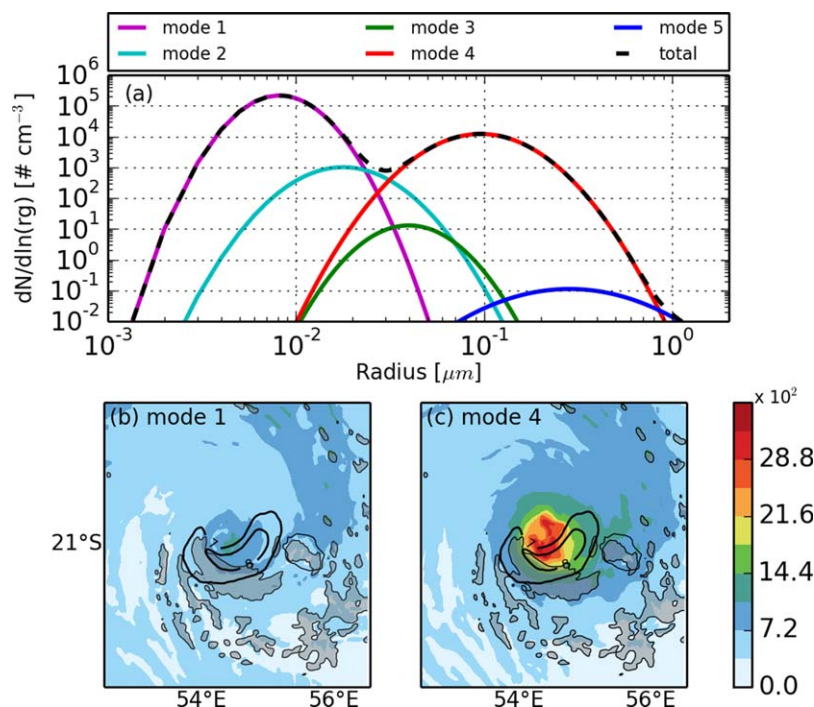 mode 1 mode 3 mode 5
mode 2 mode 4 total
(a)
dN/dln(rg) [# cm⁻³]
10⁶
10⁵
10⁴
10³
10²
10¹
10⁰
10⁻¹
10⁻²
10⁻³ 10⁻² 10⁻¹ 10⁰
Radius [μm]
(b) mode 1 (c) mode 4
21°S
54°E 56°E 54°E 56°E
x 10²
28.8
21.6
14.4
7.2
0.0